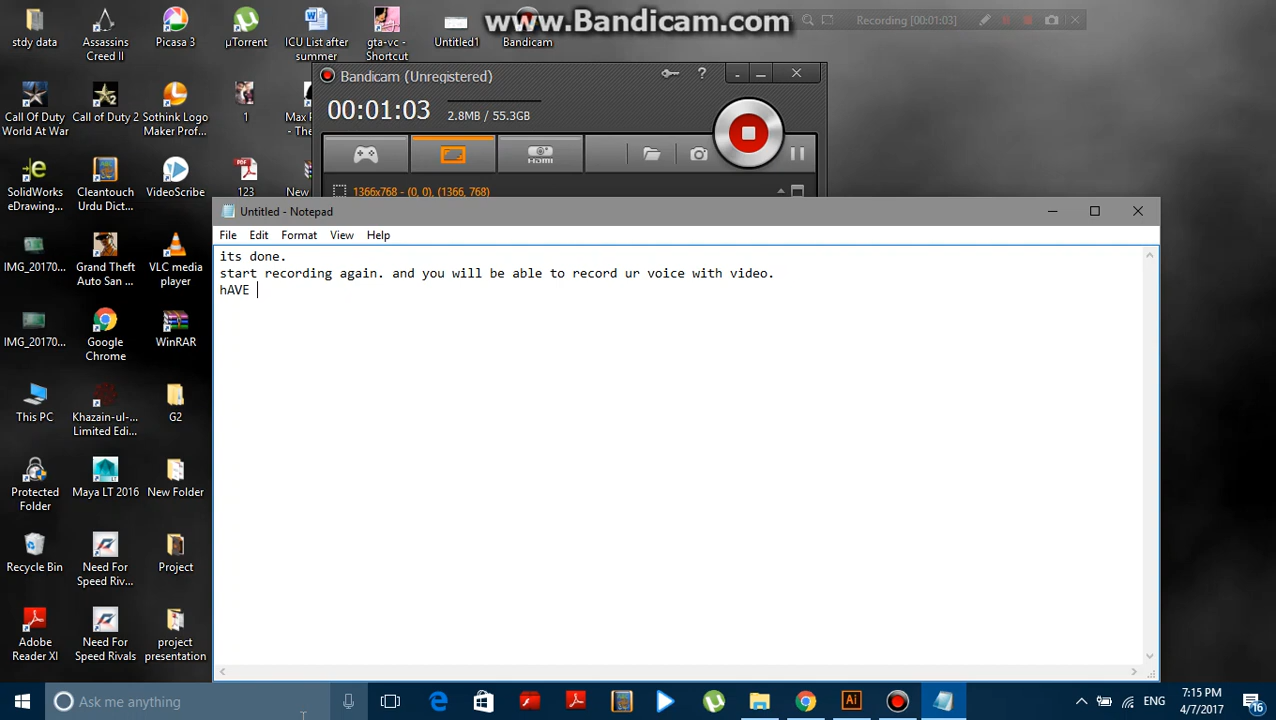 www.Bandicam.com
Recording [00:01:03]
stdy data
Assassins Creed II
Picasa 3
µTorrent
ICU List after summer
gta-vc - Shortcut
Untitled1
Bandicam
Bandicam (Unregistered)
00:01:03
2.8MB / 55.3GB
HDMI
1366x768 - (0, 0), (1366, 768)
Call Of Duty World At War
Call of Duty 2
Sothink Logo Maker Prof...
1
Max P
- The
SolidWorks eDrawing...
Cleantouch Urdu Dict...
VideoScribe
123
New
Untitled - Notepad
File Edit Format View Help
its done.
start recording again. and you will be able to record ur voice with video.
hAVE
IMG_20170...
Grand Theft Auto San ...
VLC media player
IMG_20170...
Google Chrome
WinRAR
This PC
Khazain-ul-... Limited Edi...
G2
Protected Folder
Maya LT 2016
New Folder
Recycle Bin
Need For Speed Riv...
Project
Adobe Reader XI
Need For Speed Rivals
project presentation
Ask me anything
Ai
ENG
7:15 PM
4/7/2017
16